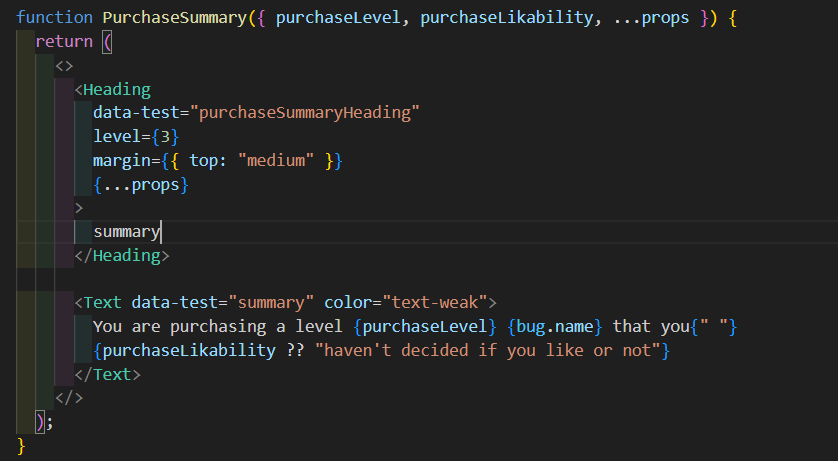 function PurchaseSummary({ purchaseLevel, purchaseLikability, ...props }) {
  return (
    <>
      <Heading
        data-test="purchaseSummaryHeading"
        level={3}
        margin={{ top: "medium" }}
        {...props}
      >
        summary
      </Heading>

      <Text data-test="summary" color="text-weak">
        You are purchasing a level {purchaseLevel} {bug.name} that you{" "}
        {purchaseLikability ?? "haven't decided if you like or not"}
      </Text>
    </>
  );
}